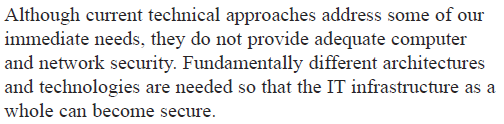 Although current technical approaches address some of our
immediate needs, they do not provide adequate computer
and network security. Fundamentally different architectures
and technologies are needed so that the IT infrastructure as a
whole can become secure.